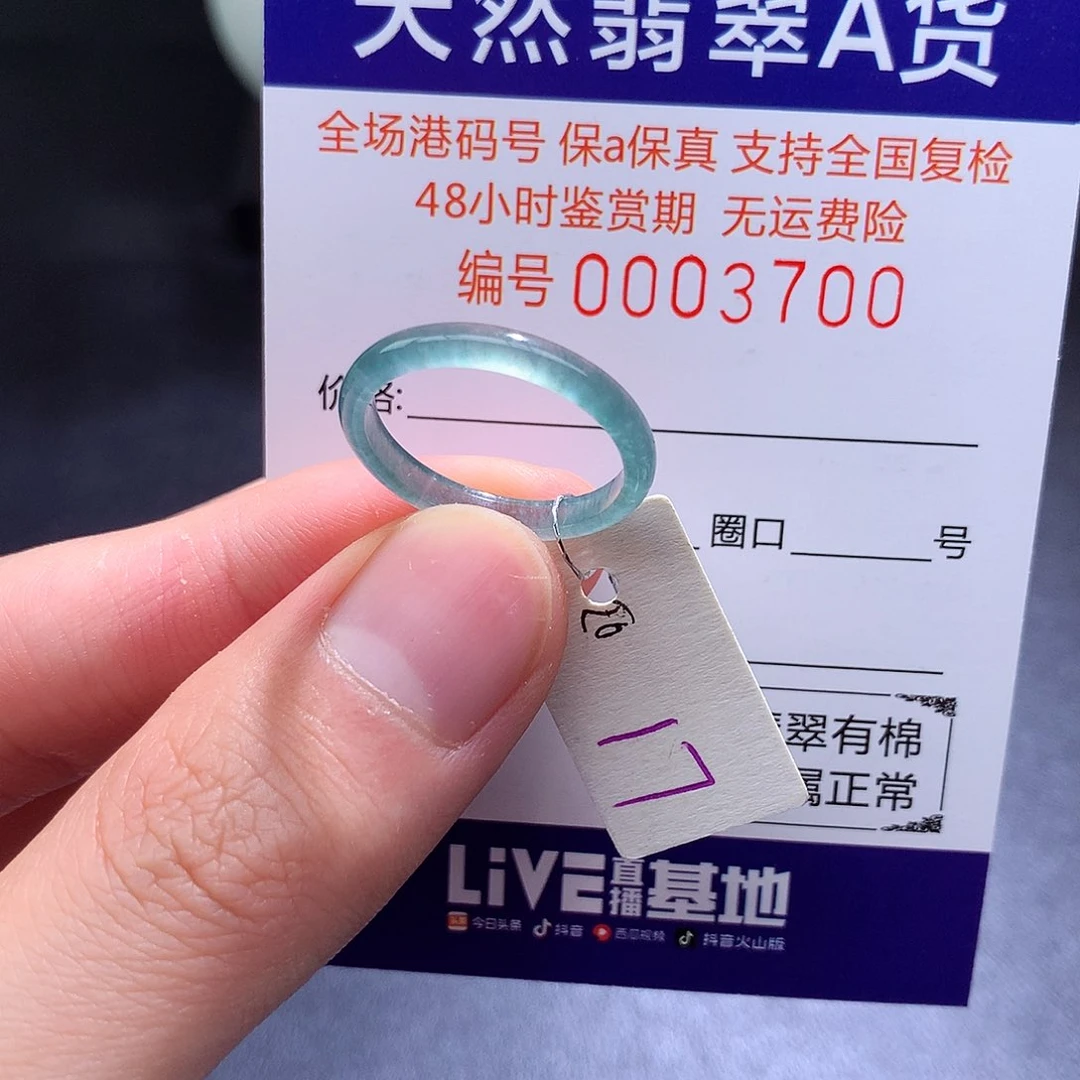 天然翡翠A货
全场港码号 保a保真 支持全国复检
48小时鉴赏期 无运费险
编号 0003700
价格:
圈口 号
翠有棉
属正常
17
LiVE直播基地
今日头条 抖音 西瓜视频 抖音火山版